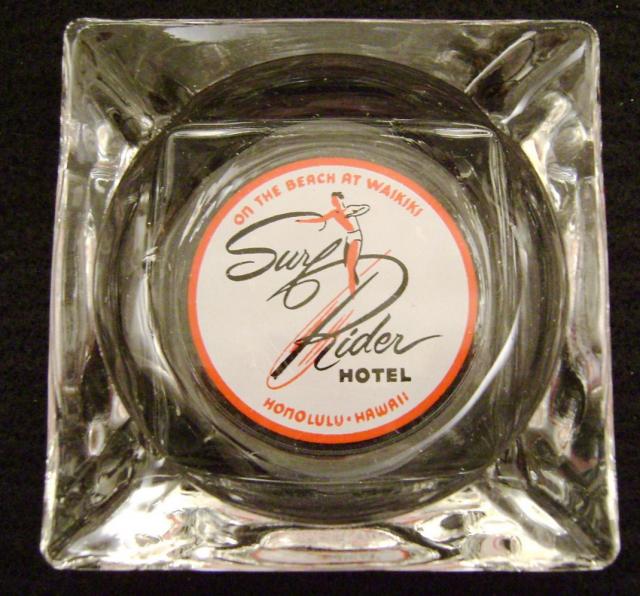 ON THE BEACH AT WAIKIKI
Surf
Rider
HOTEL
HONOLULU • HAWAII